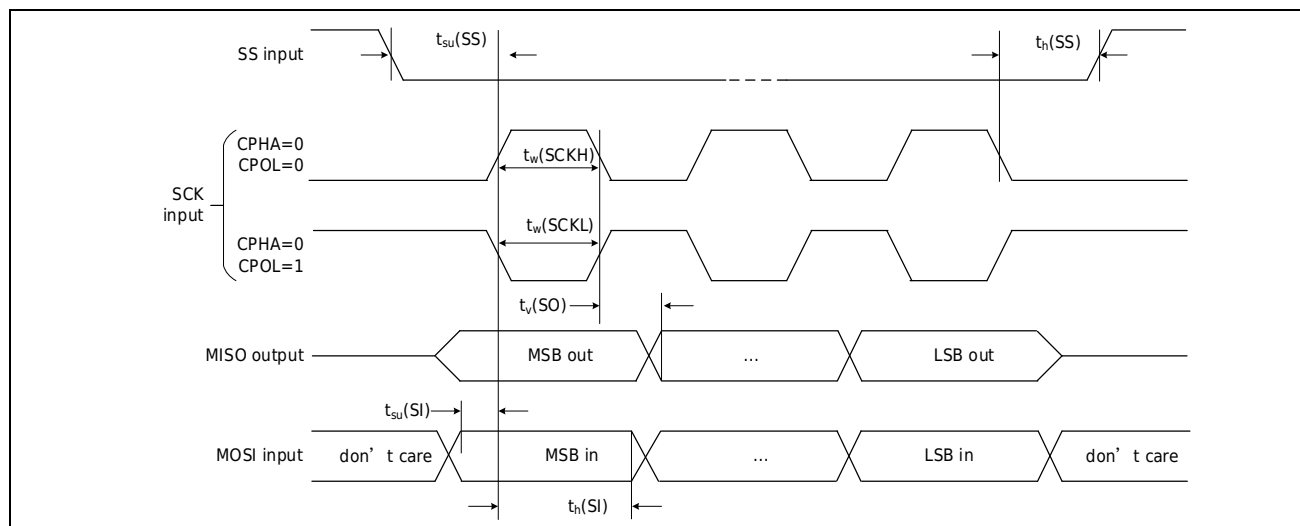 SS input
tsu(SS)
th(SS)
SCK
input
CPHA=0
CPOL=0
tw(SCKH)
CPHA=0
CPOL=1
tw(SCKL)
tv(SO)
MISO output
MSB out
...
LSB out
tsu(SI)
MOSI input
don’t care
MSB in
...
LSB in
don’t care
th(SI)